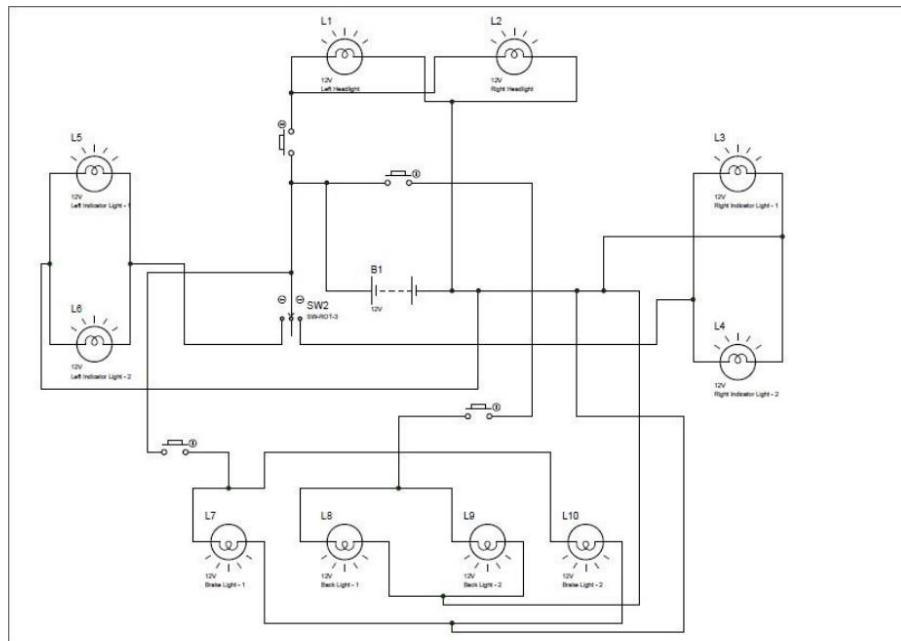 L1
12V
Left Headlight
L2
12V
Right Headlight
L5
12V
Left Indicator Light - 1
L3
12V
Right Indicator Light - 1
B1
12V
SW2
SW-ROT-3
L6
12V
Left Indicator Light - 2
L4
12V
Right Indicator Light - 2
L7
12V
Brake Light - 1
L8
12V
Back Light - 1
L9
12V
Back Light - 2
L10
12V
Brake Light - 2